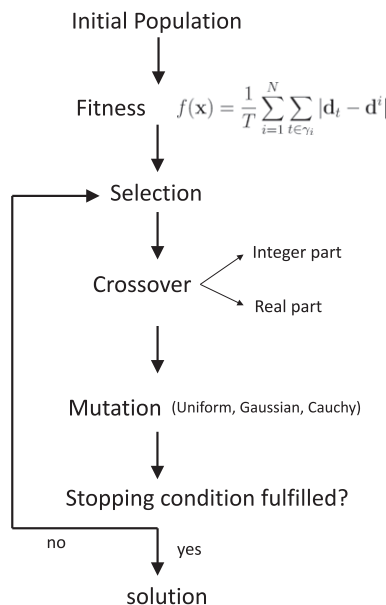 Initial Population
Fitness f(x) = 1/T ∑_{i=1}^{N} ∑_{t∈γ_i} |d_t − d^i|
Selection
Crossover
Integer part
Real part
Mutation (Uniform, Gaussian, Cauchy)
Stopping condition fulfilled?
no
yes
solution